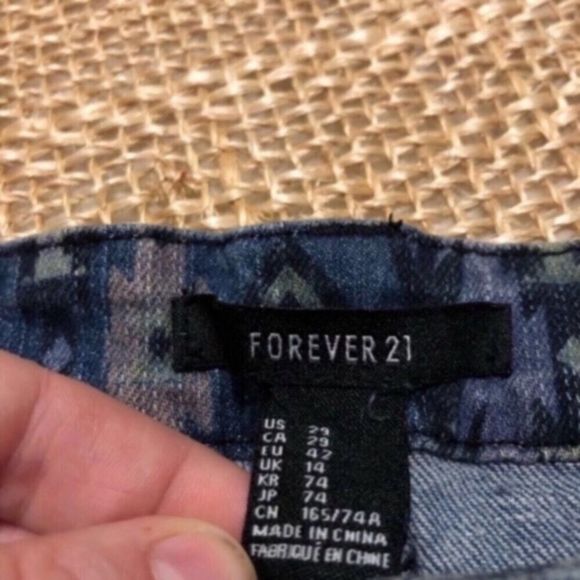 FOREVER 21
US 29
CA 29
EU 42
UK 14
KR 74
JP 74
CN 165/74A
MADE IN CHINA
FABRIQUÉ EN CHINE